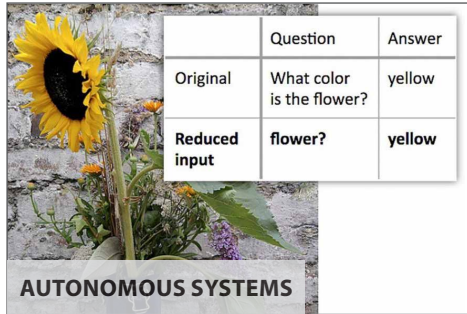 Question Answer
Original What color is the flower? yellow
Reduced input flower? yellow
AUTONOMOUS SYSTEMS